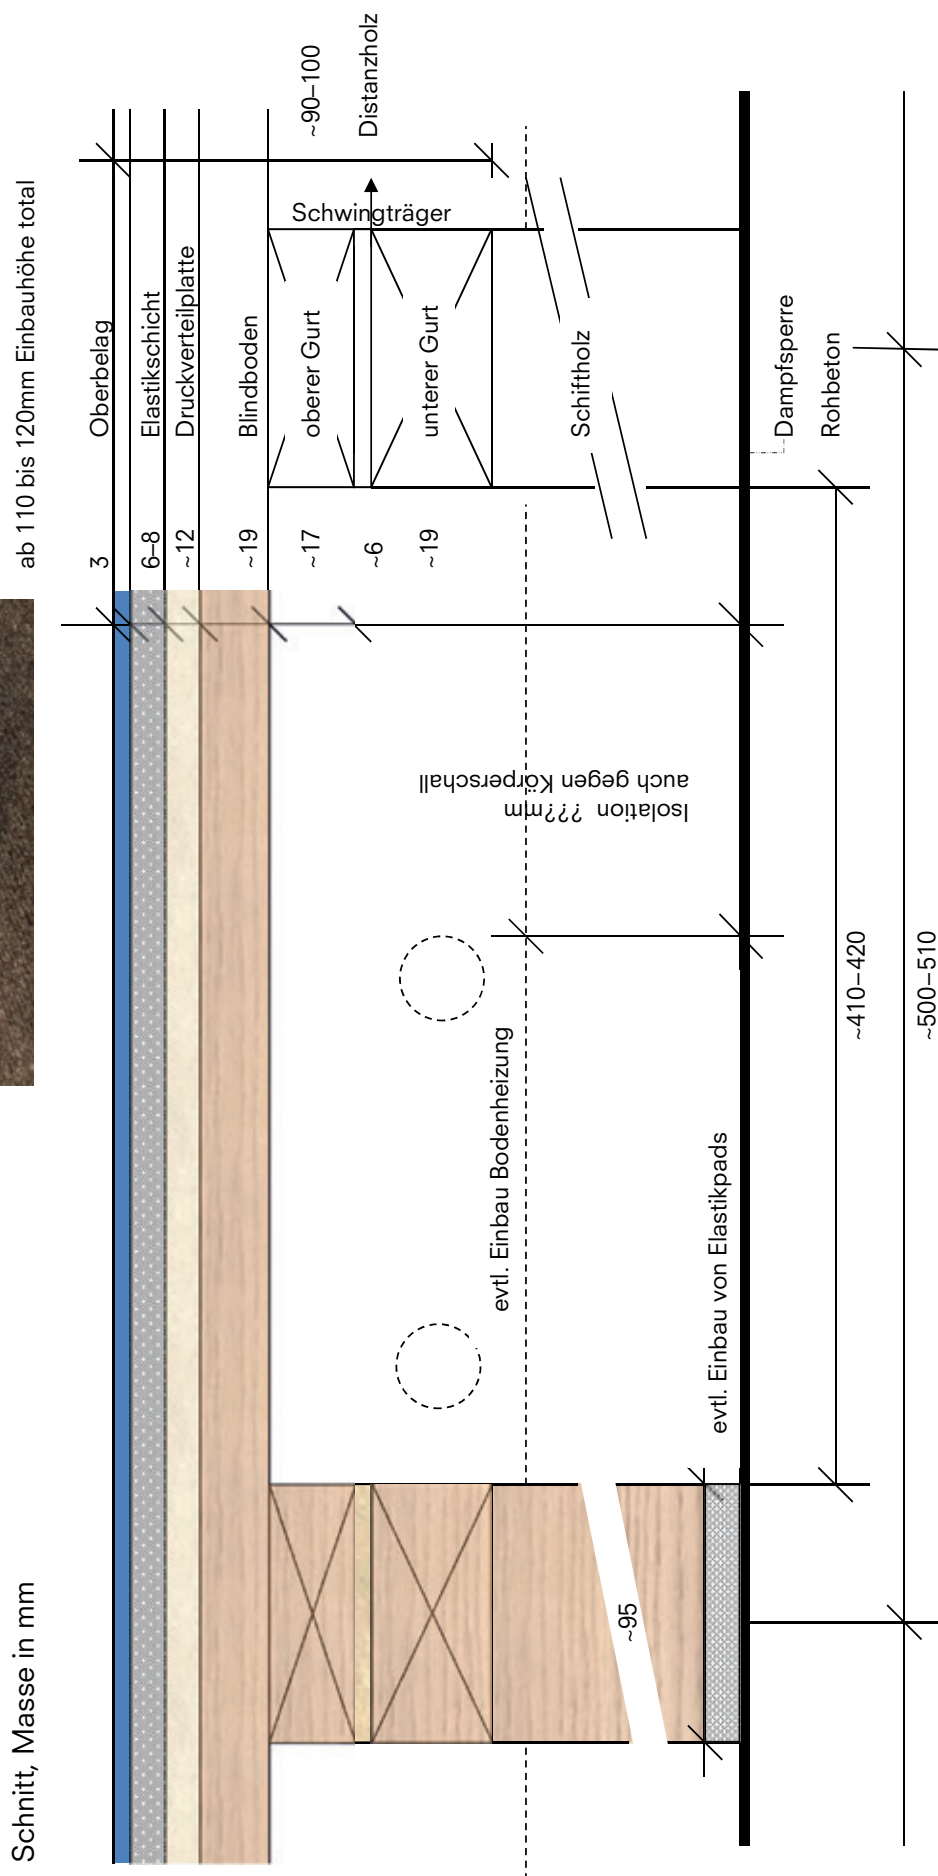 Schnitt, Masse in mm
ab 110 bis 120mm Einbauhöhe total
3
Oberbelag
6–8
Elastikschicht
~12
Druckverteilplatte
~19
Blindboden
~17
oberer Gurt
~6
~19
unterer Gurt
Schwingträger
~90–100
Distanzholz
Schiftholz
Dampfsperre
Rohbeton
Isolation ???mm
auch gegen Körperschall
evtl. Einbau Bodenheizung
evtl. Einbau von Elastikpads
~95
~410–420
~500–510